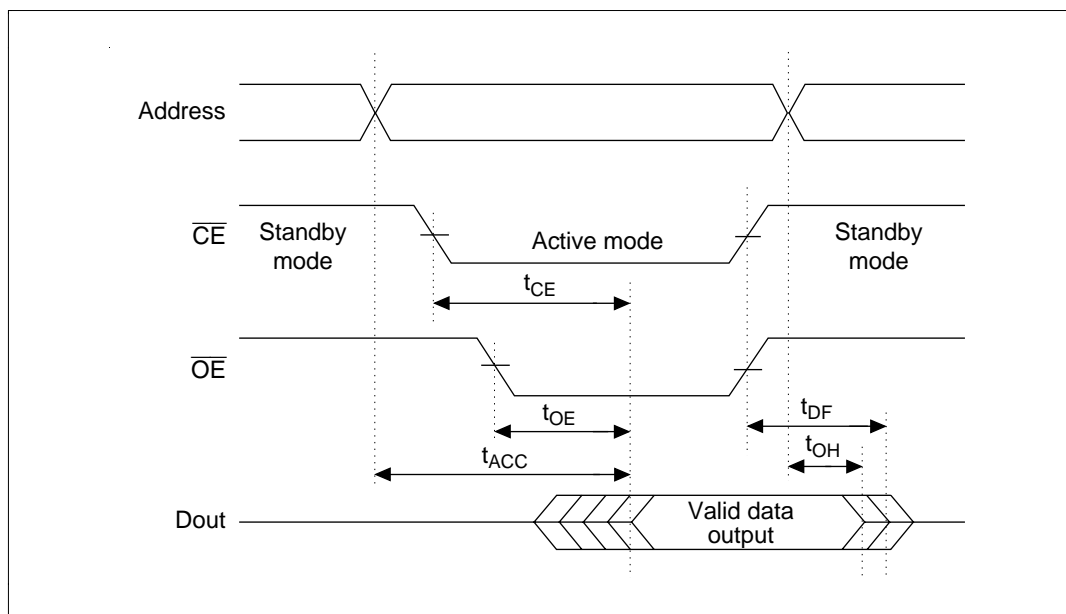 Address
CE
Standby
mode
Active mode
Standby
mode
tCE
OE
tOE
tDF
tOH
tACC
Dout
Valid data
output